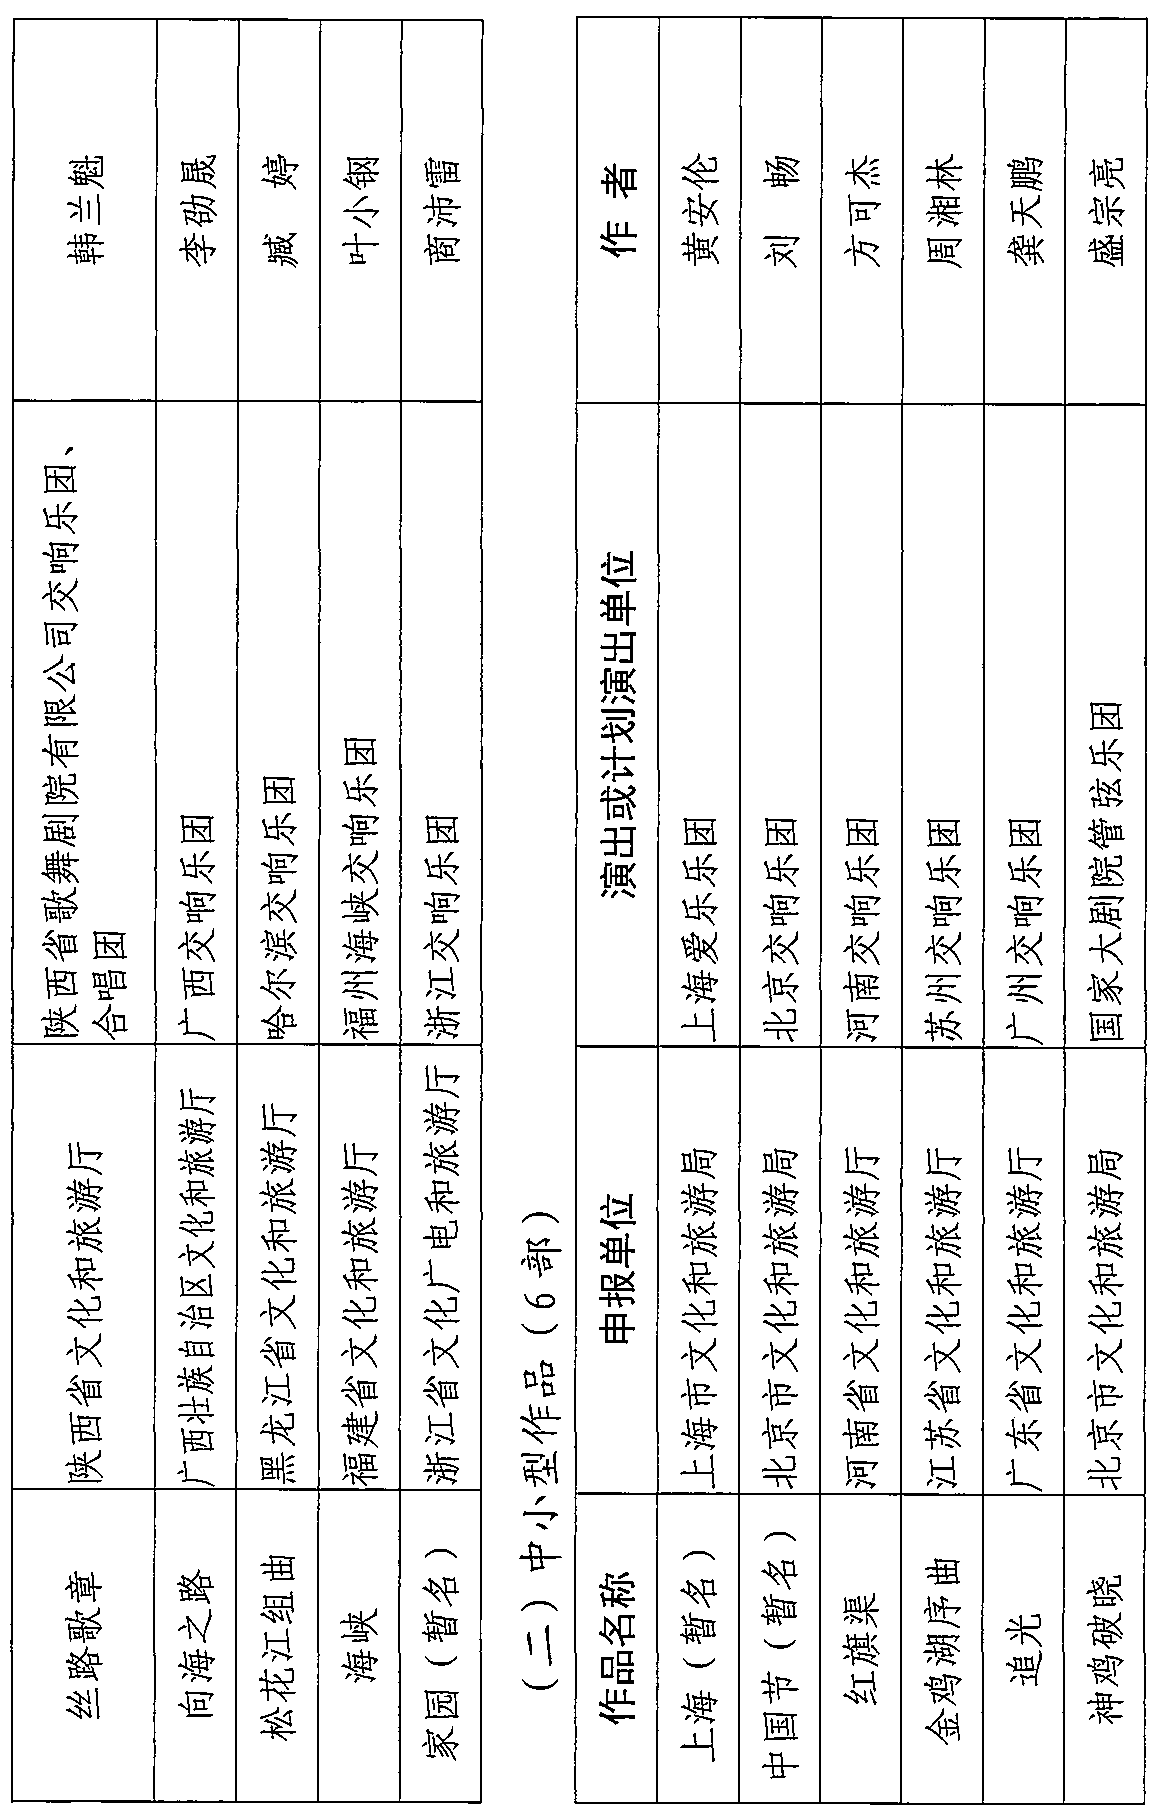 丝路歌章 陕西省文化和旅游厅 陕西省歌舞剧院有限公司交响乐团、 韩兰魁
合唱团
向海之路 广西壮族自治区文化和旅游厅 广西交响乐团 李劭晟
松花江组曲 黑龙江省文化和旅游厅 哈尔滨交响乐团 臧 婷
海峡 福建省文化和旅游厅 福州海峡交响乐团 叶小钢
家园（暂名） 浙江省文化广电和旅游厅 浙江交响乐团 商沛雷
（二）中小型作品（6部）
作品名称 申报单位 演出或计划演出单位 作 者
上海（暂名） 上海市文化和旅游局 上海爱乐乐团 黄安伦
中国节（暂名） 北京市文化和旅游局 北京交响乐团 刘 畅
红旗渠 河南省文化和旅游厅 河南交响乐团 方可杰
金鸡湖序曲 江苏省文化和旅游厅 苏州交响乐团 周湘林
追光 广东省文化和旅游厅 广州交响乐团 龚天鹏
神鸡破晓 北京市文化和旅游局 国家大剧院管弦乐团 盛宗亮